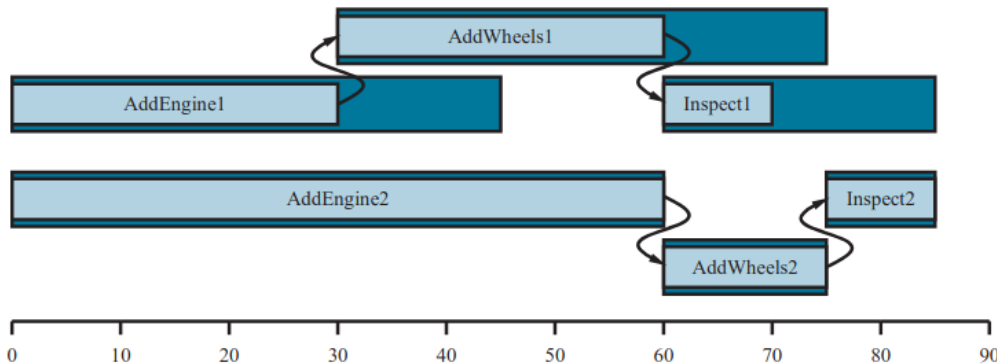 AddWheels1
AddEngine1
Inspect1
AddEngine2
Inspect2
AddWheels2
0 10 20 30 40 50 60 70 80 90